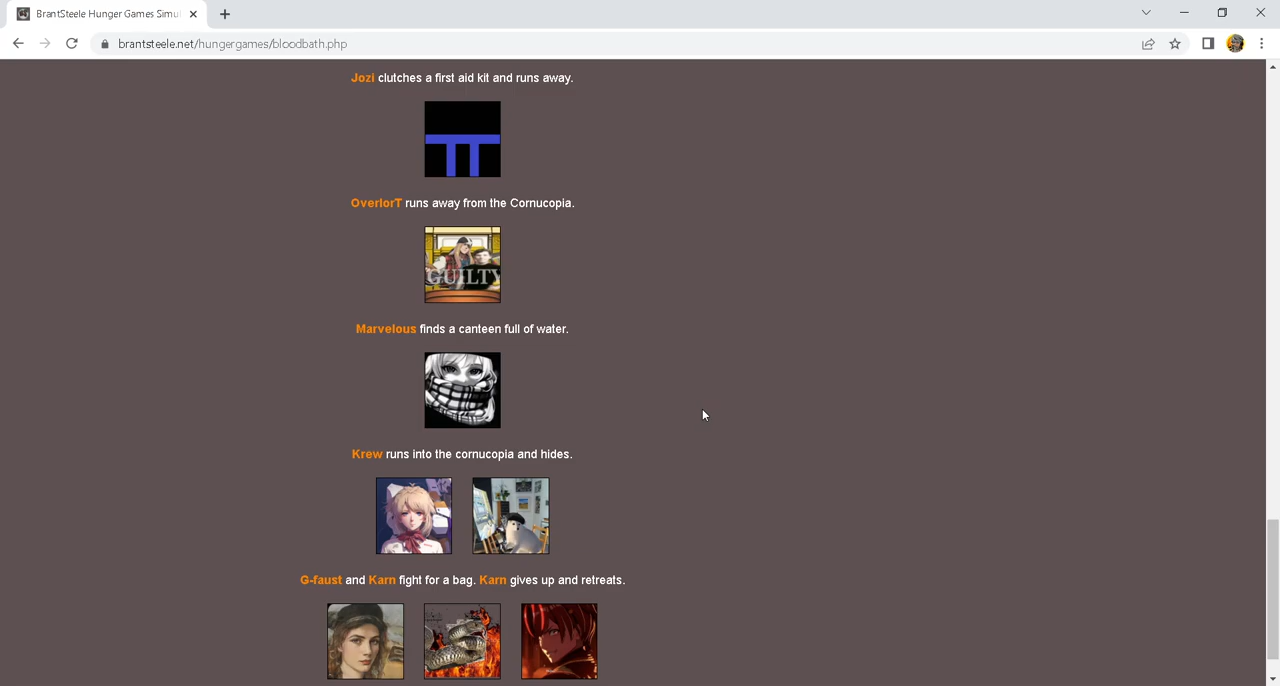 BrantSteele Hunger Games Simu
brantsteele.net/hungergames/bloodbath.php
Jozi clutches a first aid kit and runs away.
OverlorT runs away from the Cornucopia.
GUILTY
Marvelous finds a canteen full of water.
Krew runs into the cornucopia and hides.
G-faust and Karn fight for a bag. Karn gives up and retreats.